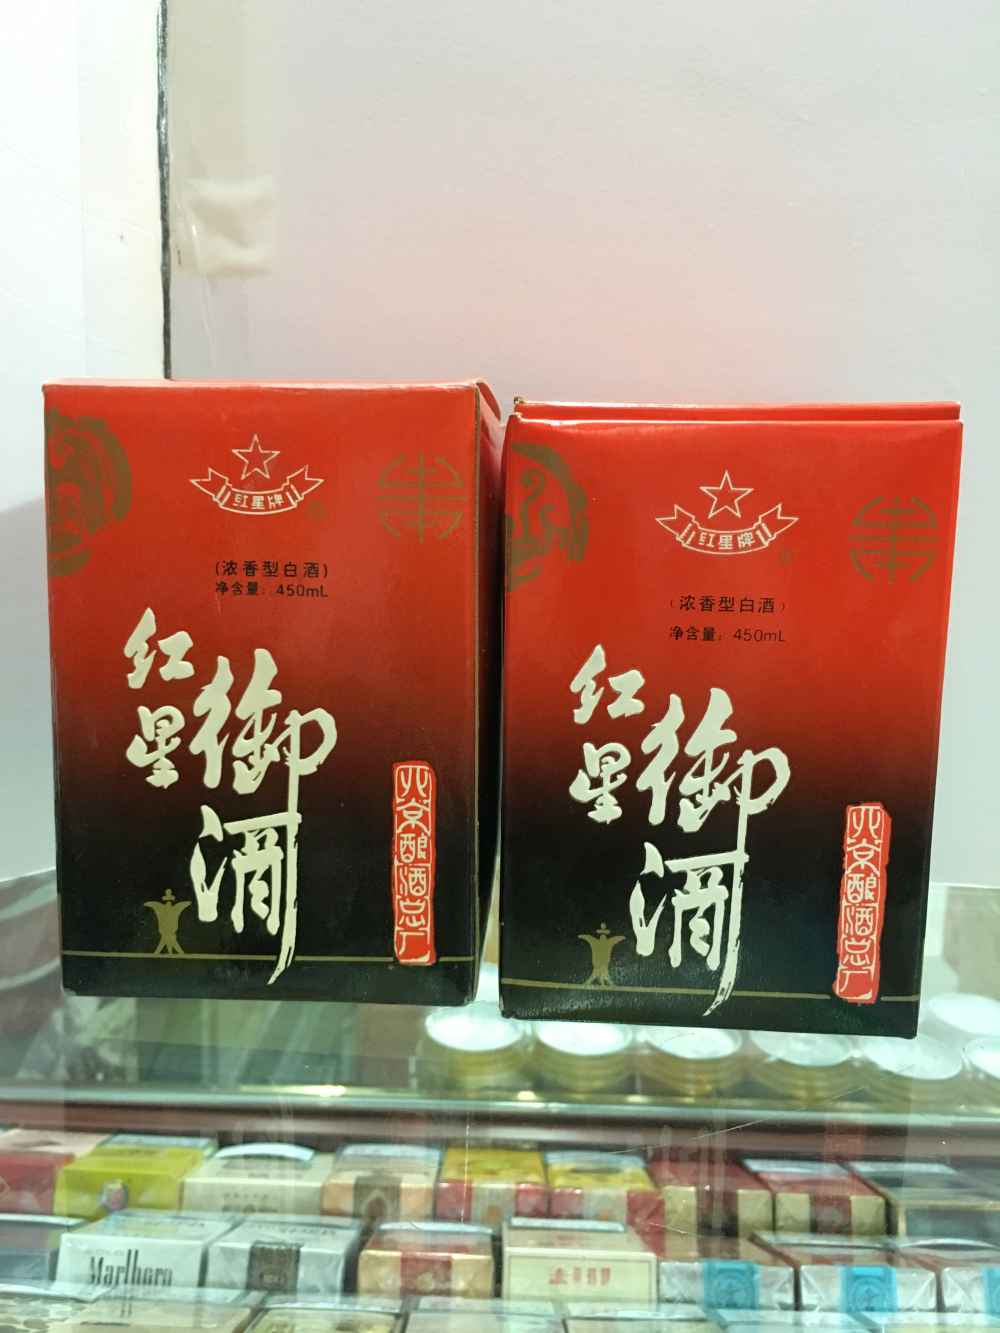 红星牌
(浓香型白酒)
净含量：450mL
红星
御酒
北京酿酒总厂
红星牌
（浓香型白酒）
净含量：450mL
红星
御酒
北京酿酒总厂
Marlboro